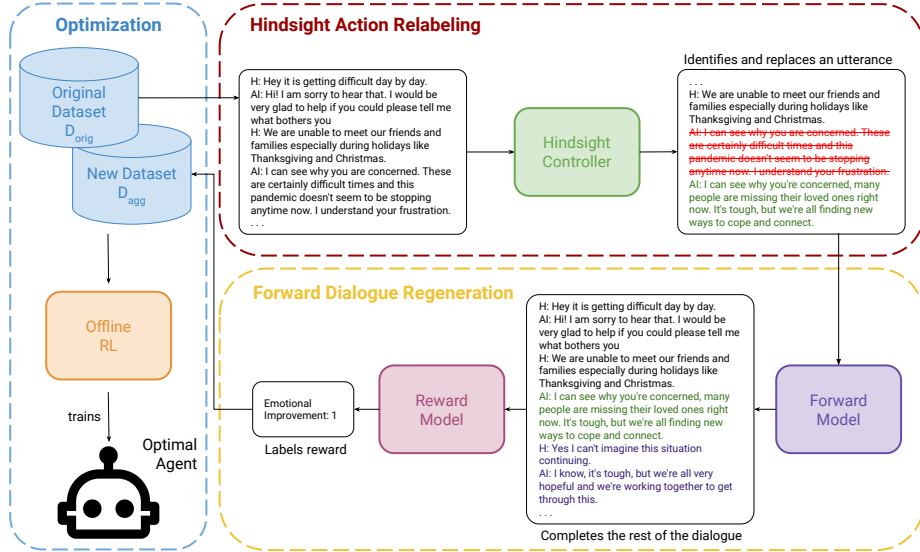 Optimization
Original
Dataset
D_orig
New Dataset
D_agg
Offline
RL
trains
Optimal
Agent
Hindsight Action Relabeling
H: Hey it is getting difficult day by day.
AI: Hi! I am sorry to hear that. I would be
very glad to help if you could please tell me
what bothers you
H: We are unable to meet our friends and
families especially during holidays like
Thanksgiving and Christmas.
AI: I can see why you are concerned. These
are certainly difficult times and this
pandemic doesn't seem to be stopping
anytime now. I understand your frustration.
. . .
Hindsight
Controller
Identifies and replaces an utterance
. . .
H: We are unable to meet our friends and
families especially during holidays like
Thanksgiving and Christmas.
AI: I can see why you are concerned. These
are certainly difficult times and this
pandemic doesn't seem to be stopping
anytime now. I understand your frustration.
AI: I can see why you're concerned, many
people are missing their loved ones right
now. It's tough, but we're all finding new
ways to cope and connect.
Forward Dialogue Regeneration
Forward
Model
H: Hey it is getting difficult day by day.
AI: Hi! I am sorry to hear that. I would be
very glad to help if you could please tell me
what bothers you
H: We are unable to meet our friends and
families especially during holidays like
Thanksgiving and Christmas.
AI: I can see why you're concerned, many
people are missing their loved ones right
now. It's tough, but we're all finding new
ways to cope and connect.
H: Yes I can't imagine this situation
continuing.
AI: I know, it's tough, but we're all very
hopeful and we're working together to get
through this.
. . .
Completes the rest of the dialogue
Reward
Model
Emotional
Improvement: 1
Labels reward